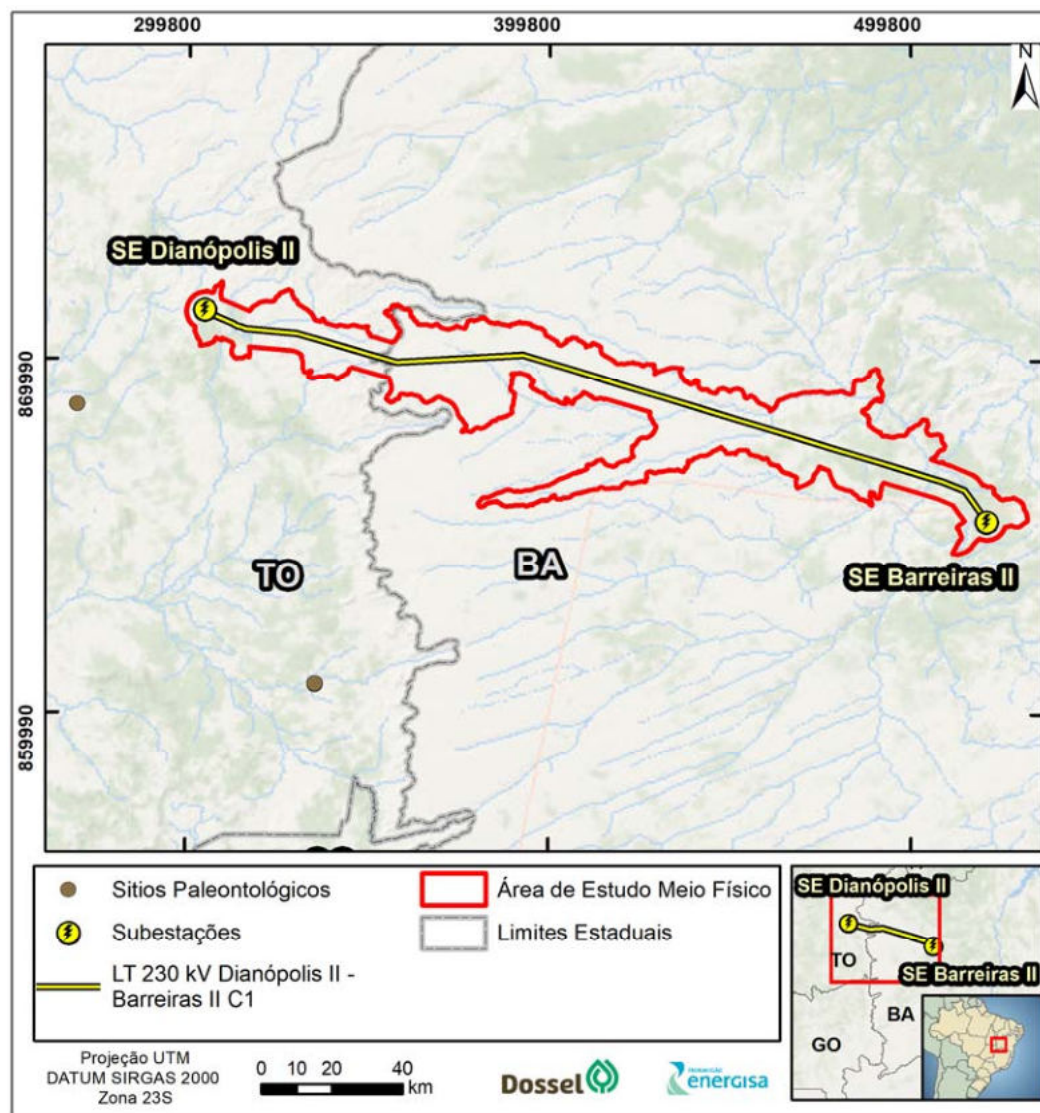 299800 399800 499800
N
SE Dianópolis II
869990
TO
BA
SE Barreiras II
859990
Sitios Paleontológicos
Área de Estudo Meio Físico
Subestações
Limites Estaduais
LT 230 kV Dianópolis II -
Barreiras II C1
SE Dianópolis II
TO
SE Barreiras II
BA
GO
Projeção UTM
DATUM SIRGAS 2000
Zona 23S
0 10 20 40
km
Dossel
energisa